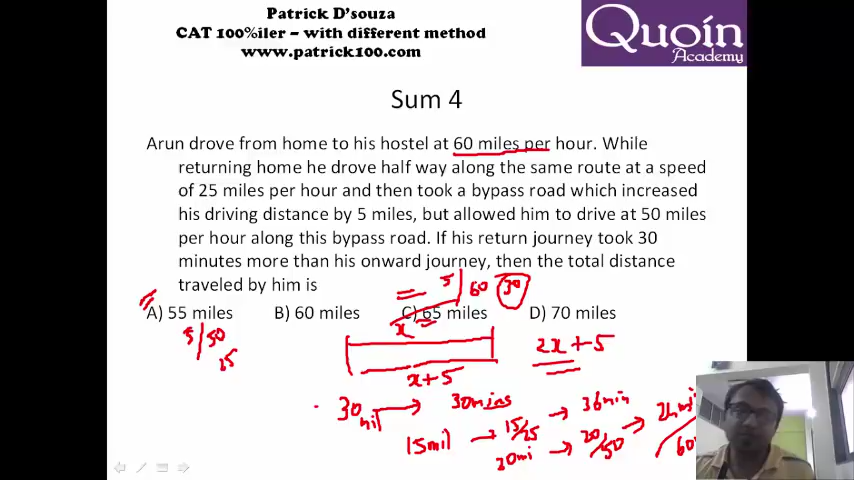 Patrick D'souza
CAT 100%iler – with different method
www.patrick100.com
Quoin
Academy
Sum 4
Arun drove from home to his hostel at 60 miles per hour. While
returning home he drove half way along the same route at a speed
of 25 miles per hour and then took a bypass road which increased
his driving distance by 5 miles, but allowed him to drive at 50 miles
per hour along this bypass road. If his return journey took 30
minutes more than his onward journey, then the total distance
traveled by him is
5 | 60 30
A) 55 miles B) 60 miles C) 65 miles D) 70 miles
5 | 50
25
x
2x+5
x+5
30 mil → 30mins
15mil → 15/25 → 36min
20mi → 20/50 → 24
60